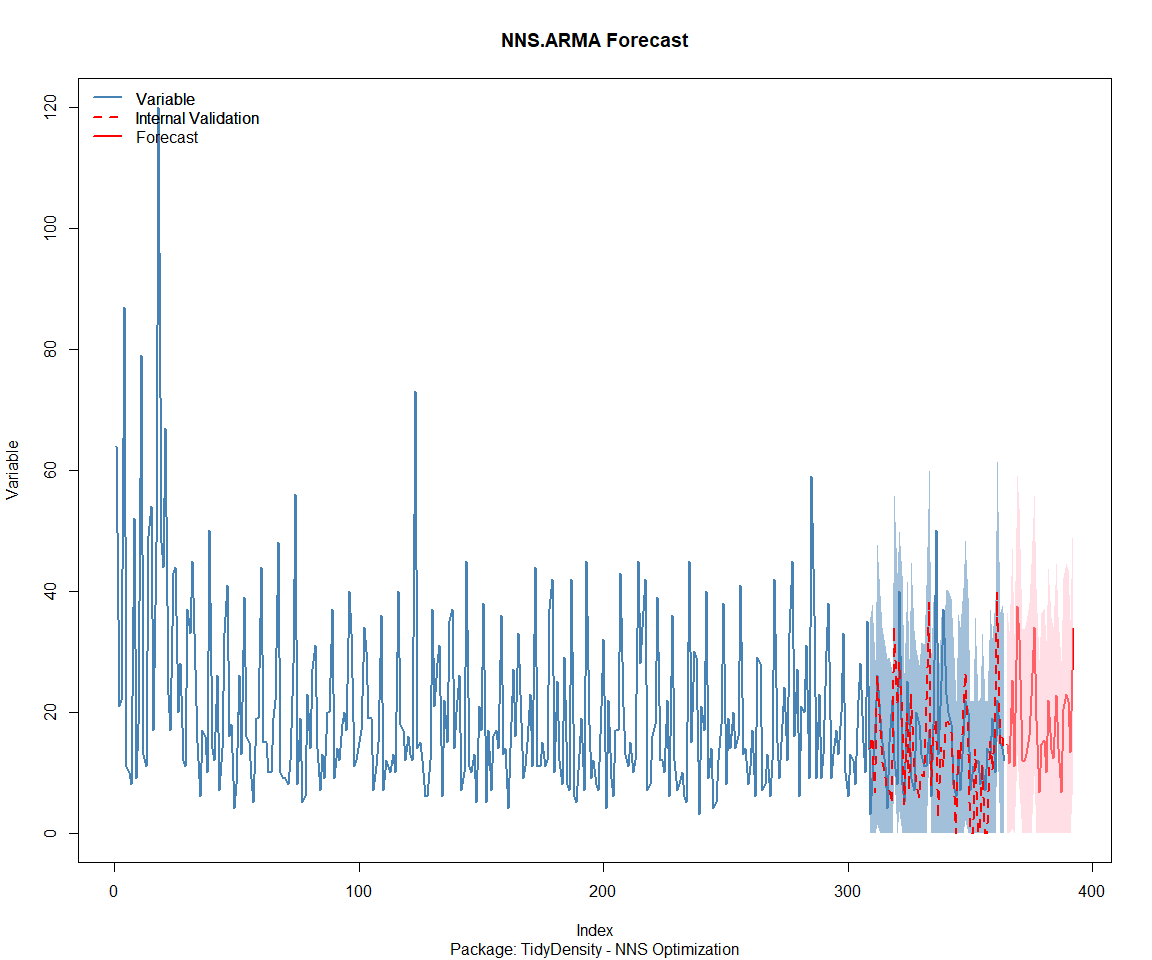 NNS.ARMA Forecast
Variable
Internal Validation
Forecast
120
100
80
60
40
20
0
Variable
0 100 200 300 400
Index
Package: TidyDensity - NNS Optimization